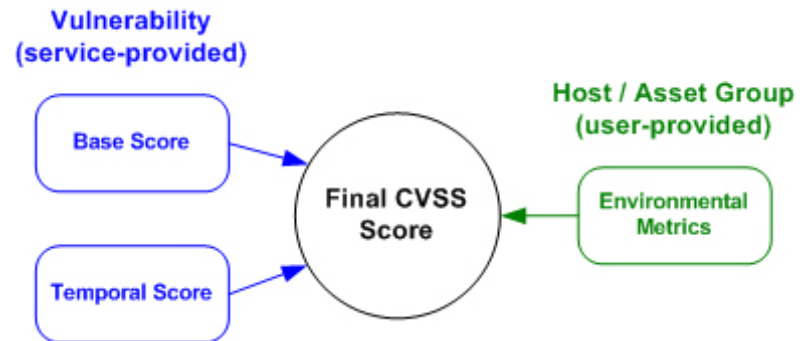 Vulnerability
(service-provided)
Base Score
Temporal Score
Final CVSS
Score
Host / Asset Group
(user-provided)
Environmental
Metrics